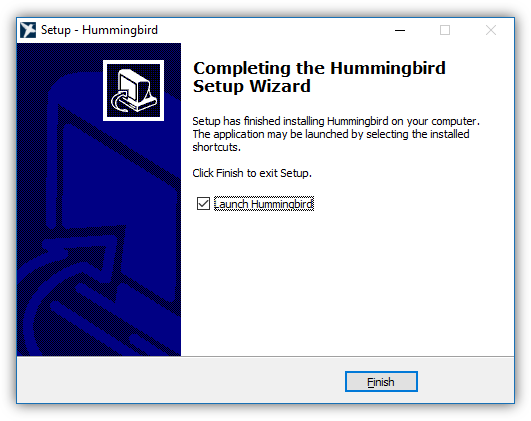 Setup - Hummingbird
Completing the Hummingbird
Setup Wizard
Setup has finished installing Hummingbird on your computer.
The application may be launched by selecting the installed
shortcuts.
Click Finish to exit Setup.
Launch Hummingbird
Finish